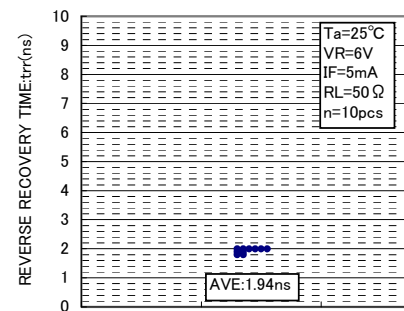 REVERSE RECOVERY TIME:trr(ns)
10
9
8
7
6
5
4
3
2
1
0
Ta=25℃
VR=6V
IF=5mA
RL=50Ω
n=10pcs
AVE:1.94ns